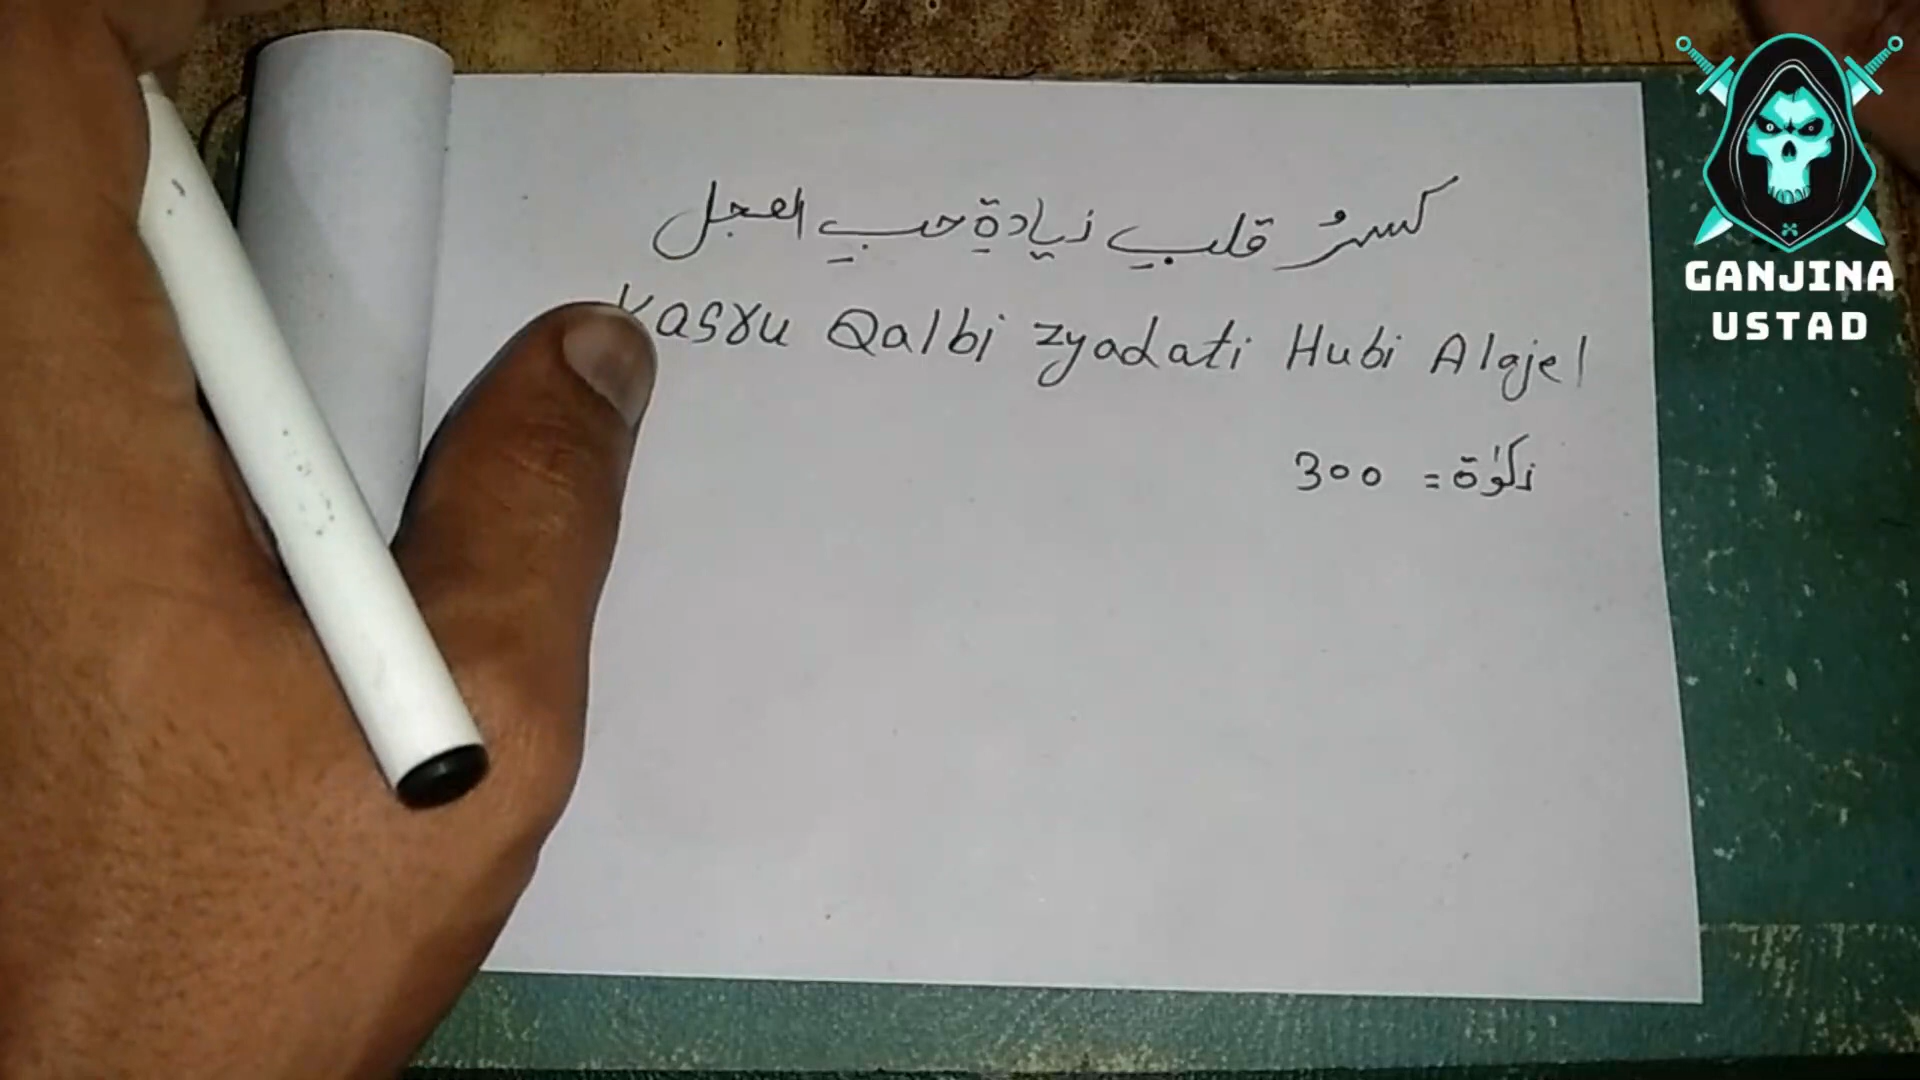 كسرُ قلبِ زيادةِ حبِ العجل
Kasru Qalbi Zyadati Hubi Alajel
زكوٰة = 300
GANJINA
USTAD